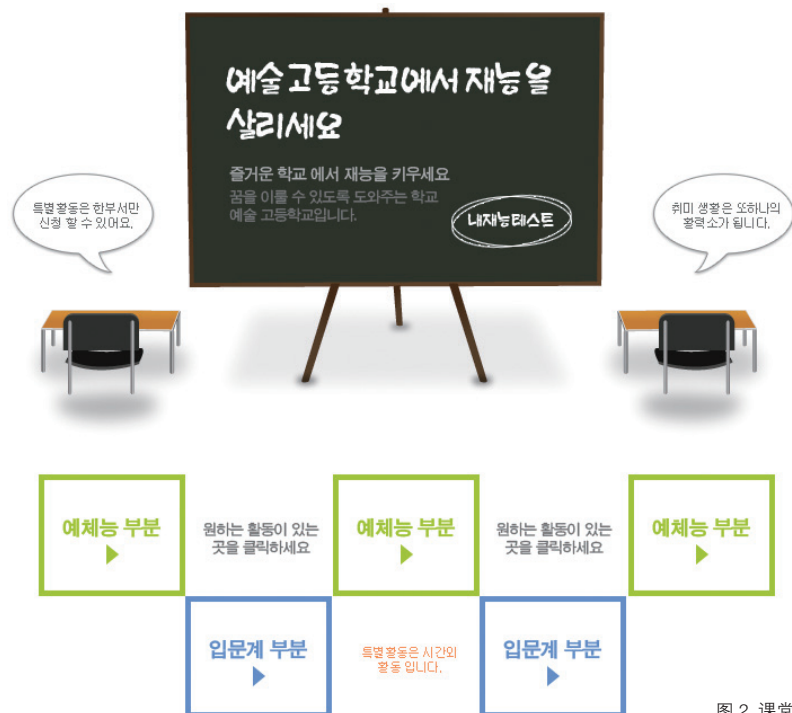 예술고등학교에서 재능을
살리세요
즐거운 학교 에서 재능을 키우세요
꿈을 이룰 수 있도록 도와주는 학교
예술 고등학교입니다.
내재능테스트
특별활동은 한부서만
신청 할 수 있어요.
취미 생활은 또하나의
활력소가 됩니다.
예체능 부분
원하는 활동이 있는
곳을 클릭하세요
예체능 부분
원하는 활동이 있는
곳을 클릭하세요
예체능 부분
입문계 부분
특별활동은 시간외
활동 입니다.
입문계 부분
图 2 课堂